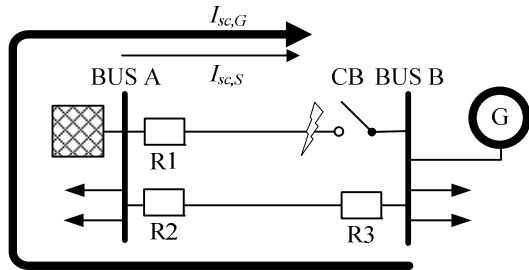 I_{sc,G}
BUS A
I_{sc,S}
CB
BUS B
G
R1
R2
R3